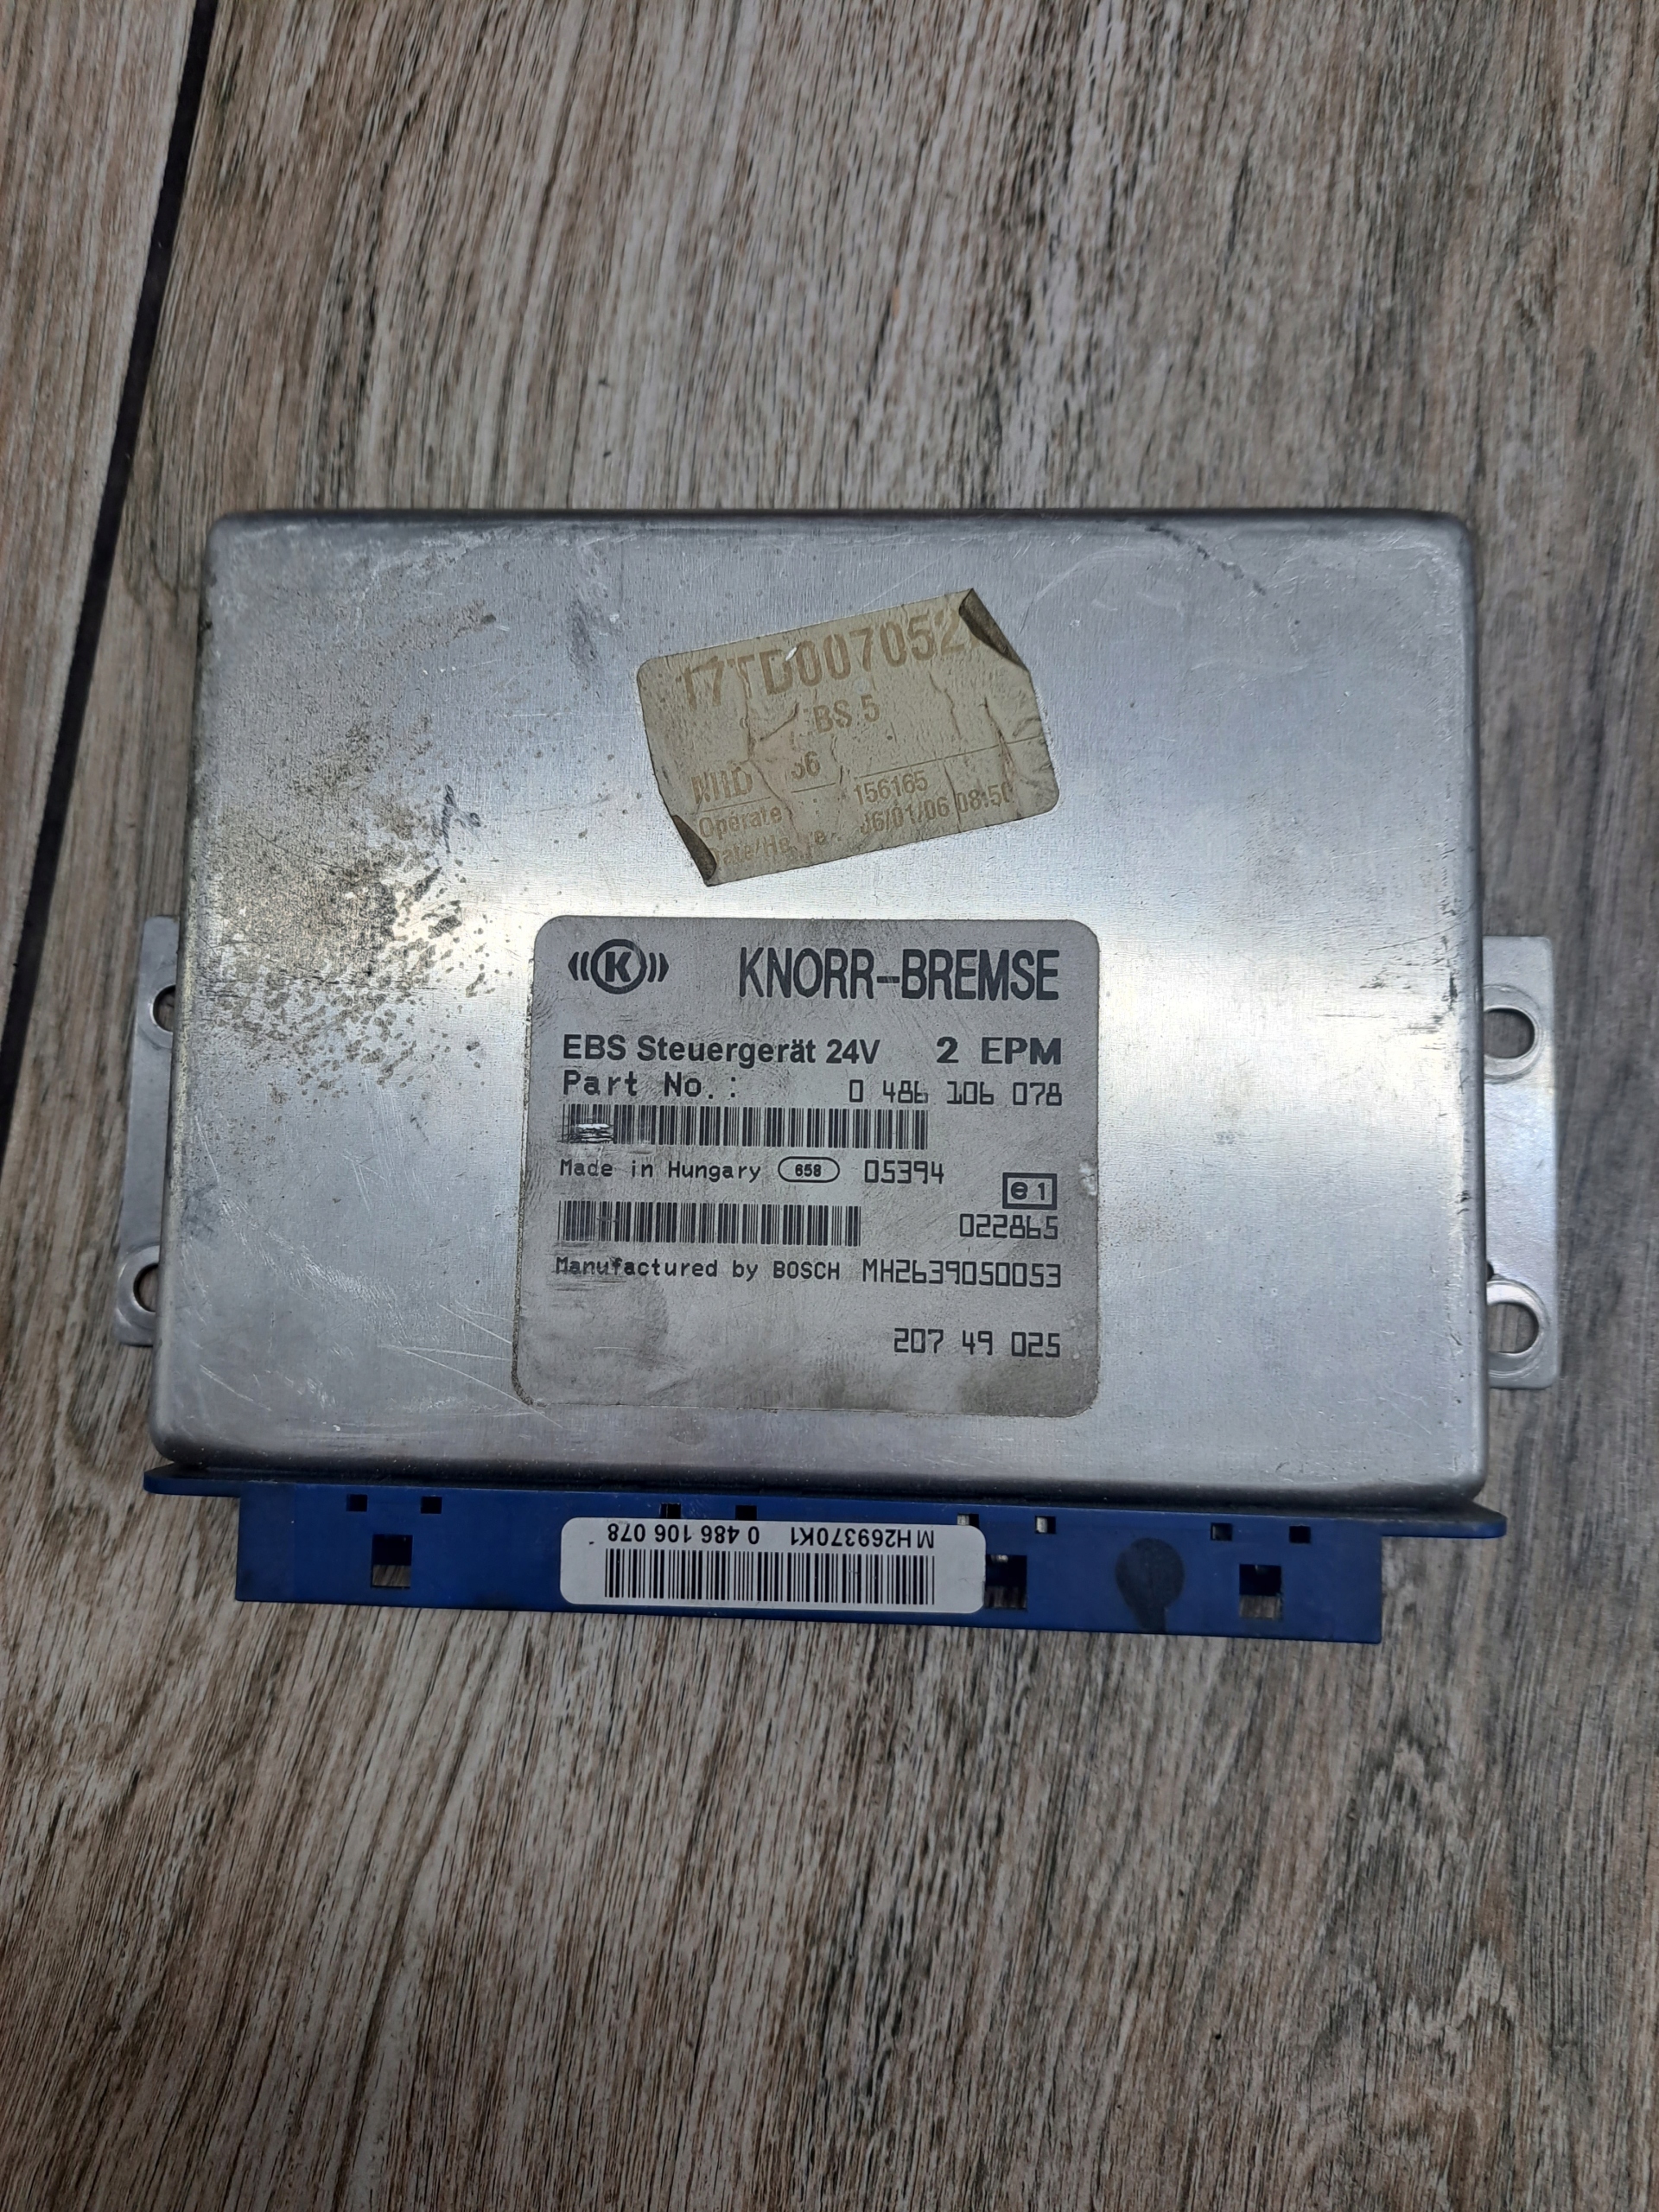 17TD007052
BS 5
156165
Operate
06/01/06 08:50
K KNORR-BREMSE
EBS Steuergerät 24V 2 EPM
Part No.: 0 486 106 078
Made in Hungary 658 05394
e1
022865
Manufactured by BOSCH MH2639050053
207 49 025
MH269370K1 0 486 106 078